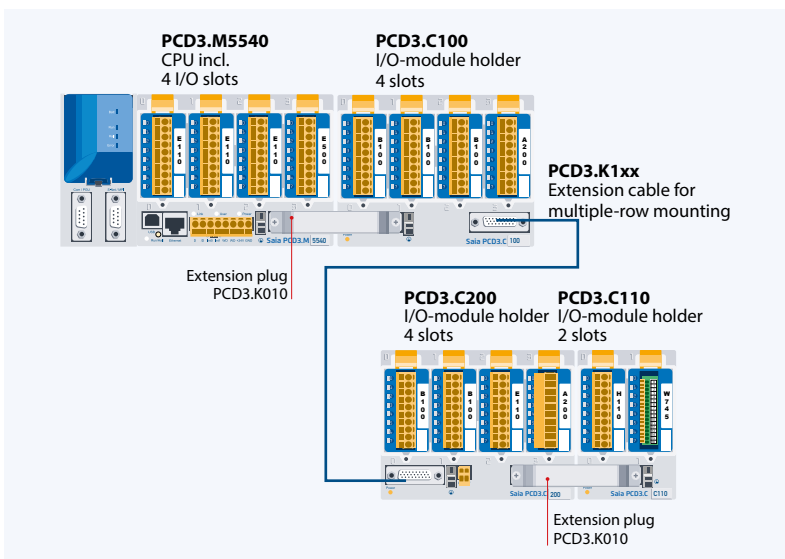 PCD3.M5540
CPU incl.
4 I/O slots
PCD3.C100
I/O-module holder
4 slots
E110
E110
E110
E500
B100
B100
B100
A200
PCD3.K1xx
Extension cable for
multiple-row mounting
Saia PCD3.M 5540
Saia PCD3.C 100
Extension plug
PCD3.K010
PCD3.C200
I/O-module holder
4 slots
PCD3.C110
I/O-module holder
2 slots
B100
B100
E110
A200
H110
W745
Saia PCD3.C 200
Saia PCD3.C C110
Extension plug
PCD3.K010